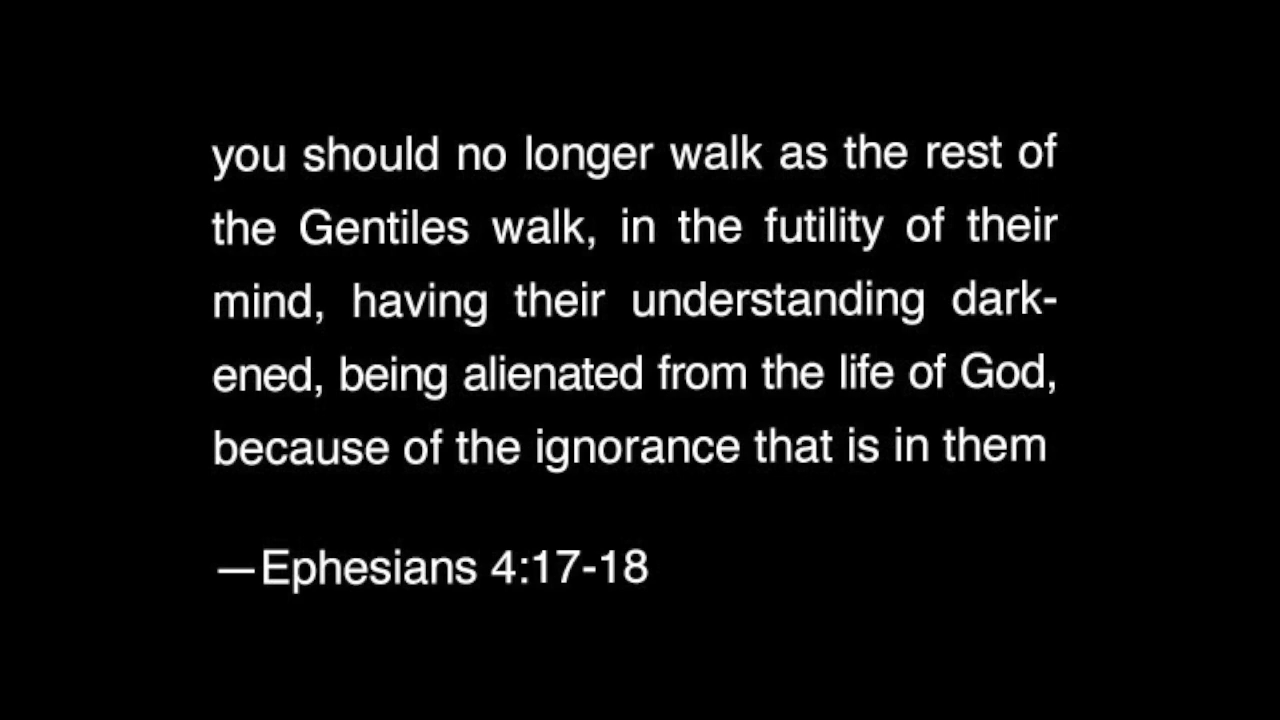 you should no longer walk as the rest of
the Gentiles walk, in the futility of their
mind, having their understanding dark-
ened, being alienated from the life of God,
because of the ignorance that is in them
—Ephesians 4:17-18